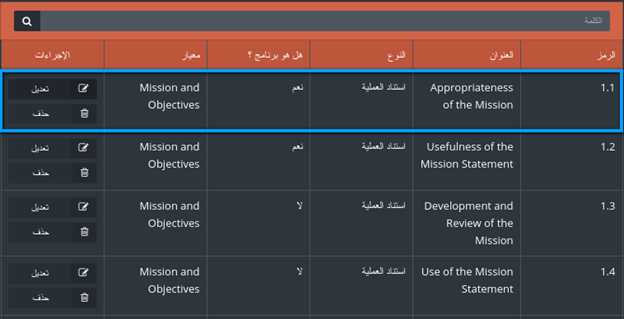 الكلمة
الرمز العنوان النوع هل هو برنامج ؟ معيار الإجراءات
1.1 Appropriateness of the Mission استناد العملية نعم Mission and Objectives تعديل حذف
1.2 Usefulness of the Mission Statement استناد العملية نعم Mission and Objectives تعديل حذف
1.3 Development and Review of the Mission استناد العملية لا Mission and Objectives تعديل حذف
1.4 Use of the Mission Statement استناد العملية لا Mission and Objectives تعديل حذف